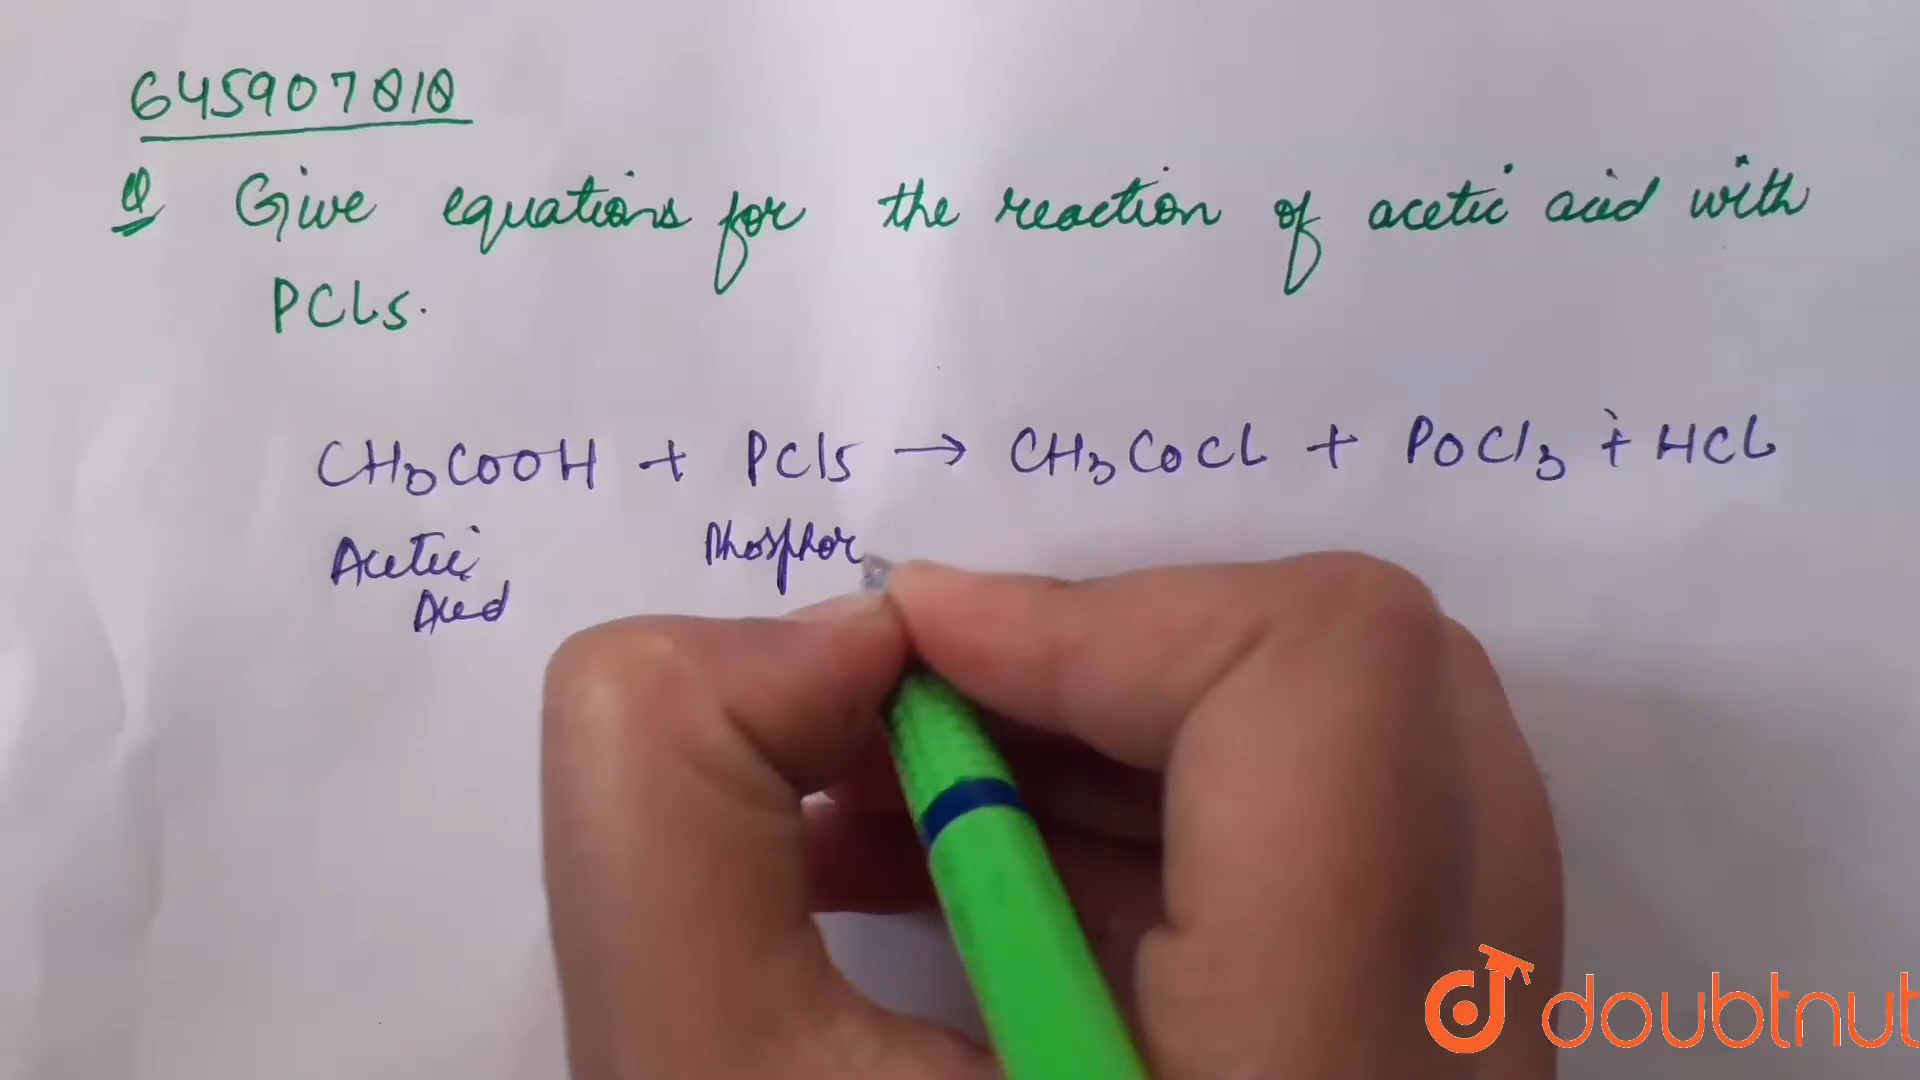 645907010
Q Give equations for the reaction of acetic acid with
PCl5.
CH3COOH + PCl5 → CH3COCl + POCl3 + HCl
Acetic Phosphor
Acid
doubtnut